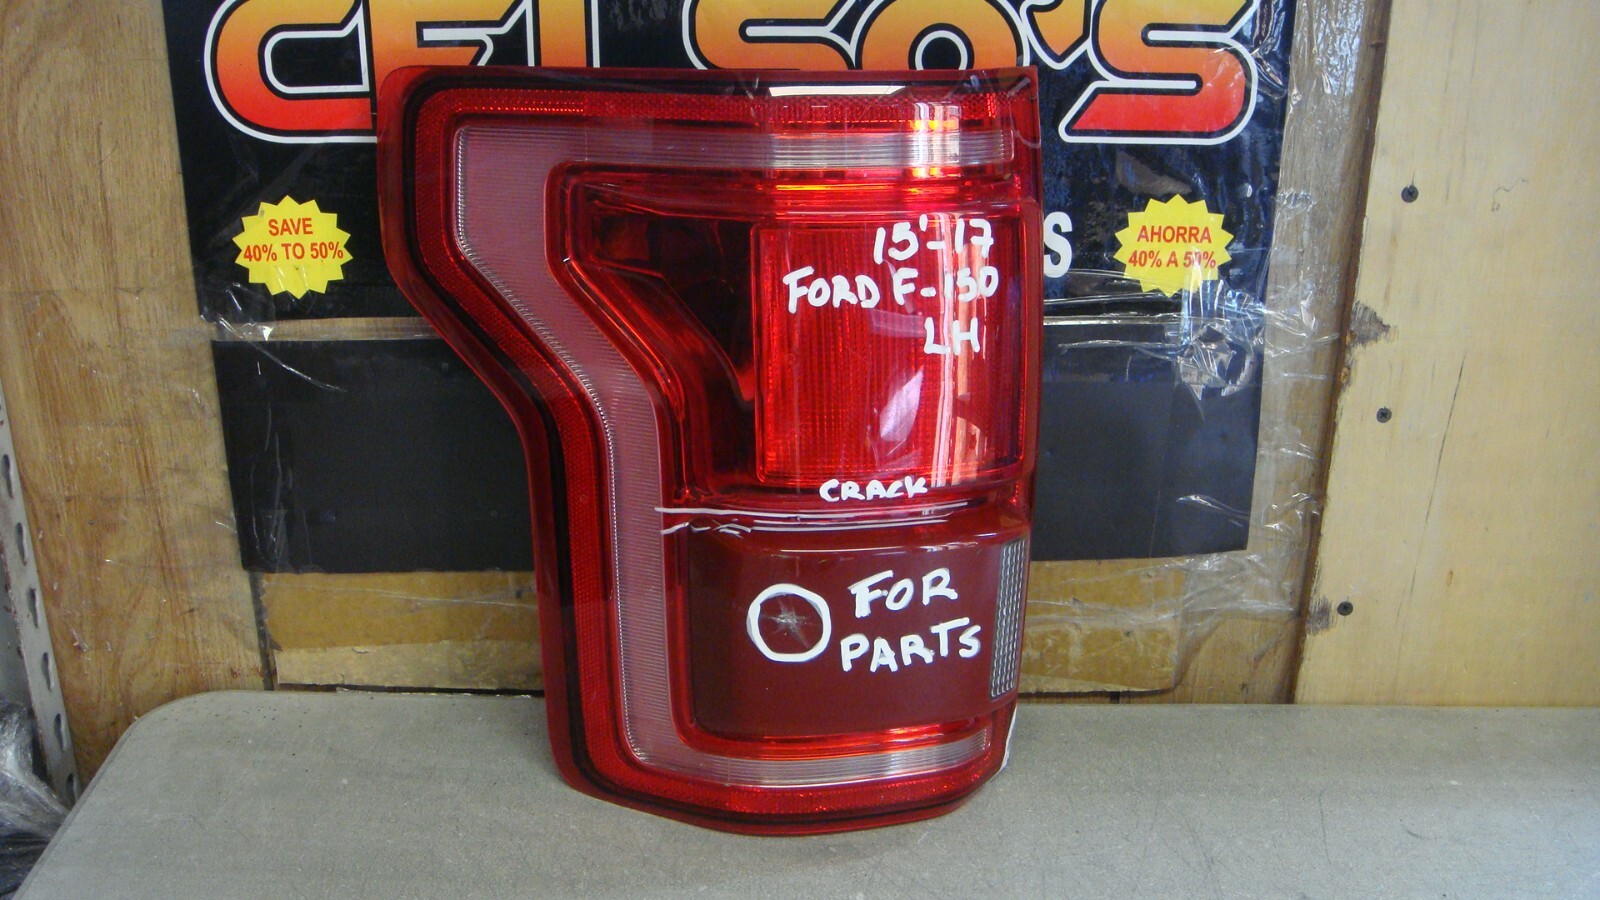 CELSO'S
SAVE
40% TO 50%
S
AHORRA
40% A 50%
15'-17
FORD F-150
LH
CRACK
FOR
PARTS